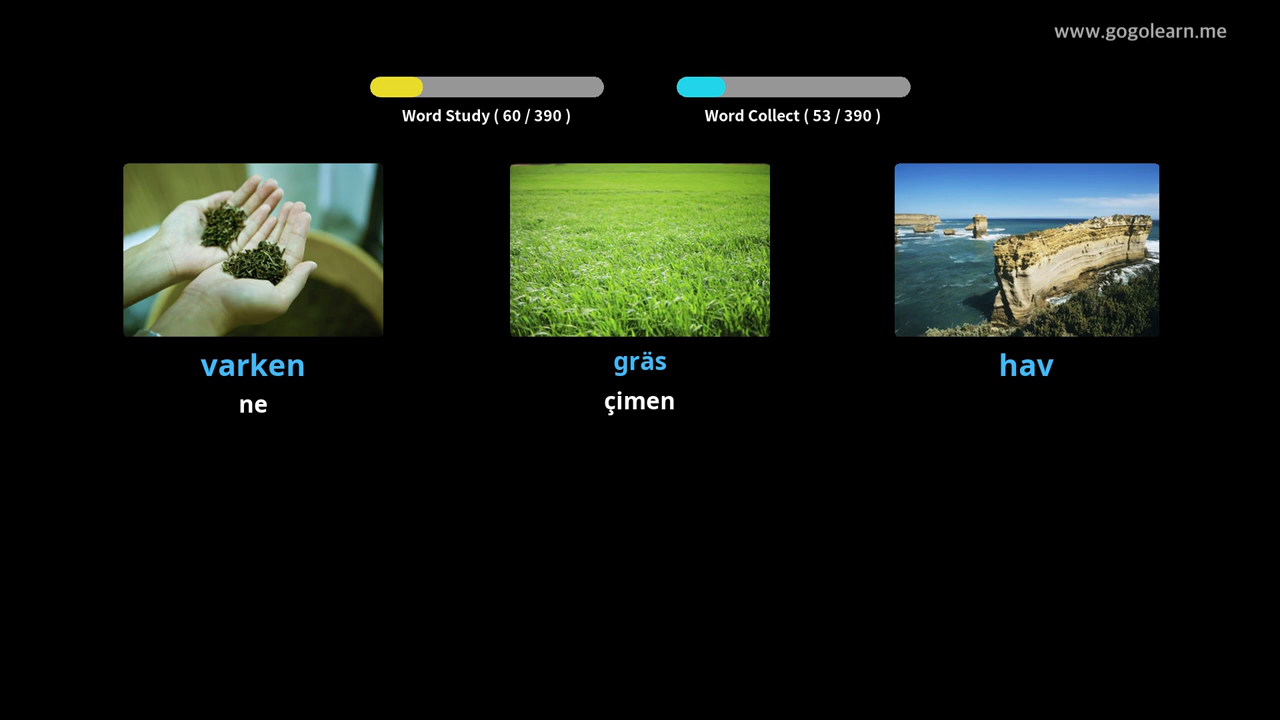 www.gogolearn.me
Word Study ( 60 / 390 )
Word Collect ( 53 / 390 )
varken
ne
gräs
çimen
hav